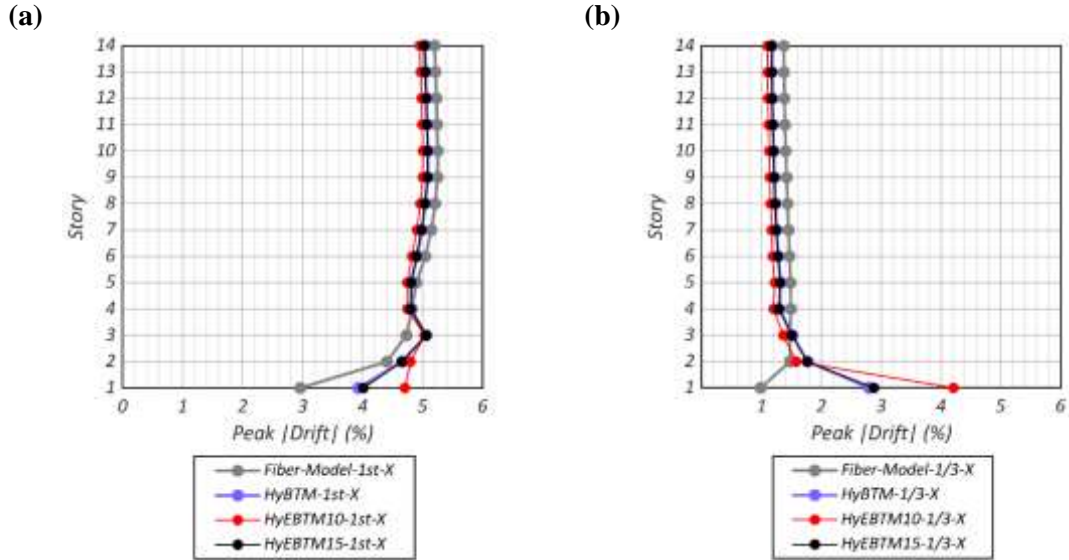 (a)
(b)
14
13
12
11
10
9
8
7
6
5
4
3
2
1
Story
0 1 2 3 4 5 6
Peak |Drift| (%)
Fiber-Model-1st-X
HyBTM-1st-X
HyEBTM10-1st-X
HyEBTM15-1st-X
14
13
12
11
10
9
8
7
6
5
4
3
2
1
Story
1 2 3 4 5 6
Peak |Drift| (%)
Fiber-Model-1/3-X
HyBTM-1/3-X
HyEBTM10-1/3-X
HyEBTM15-1/3-X